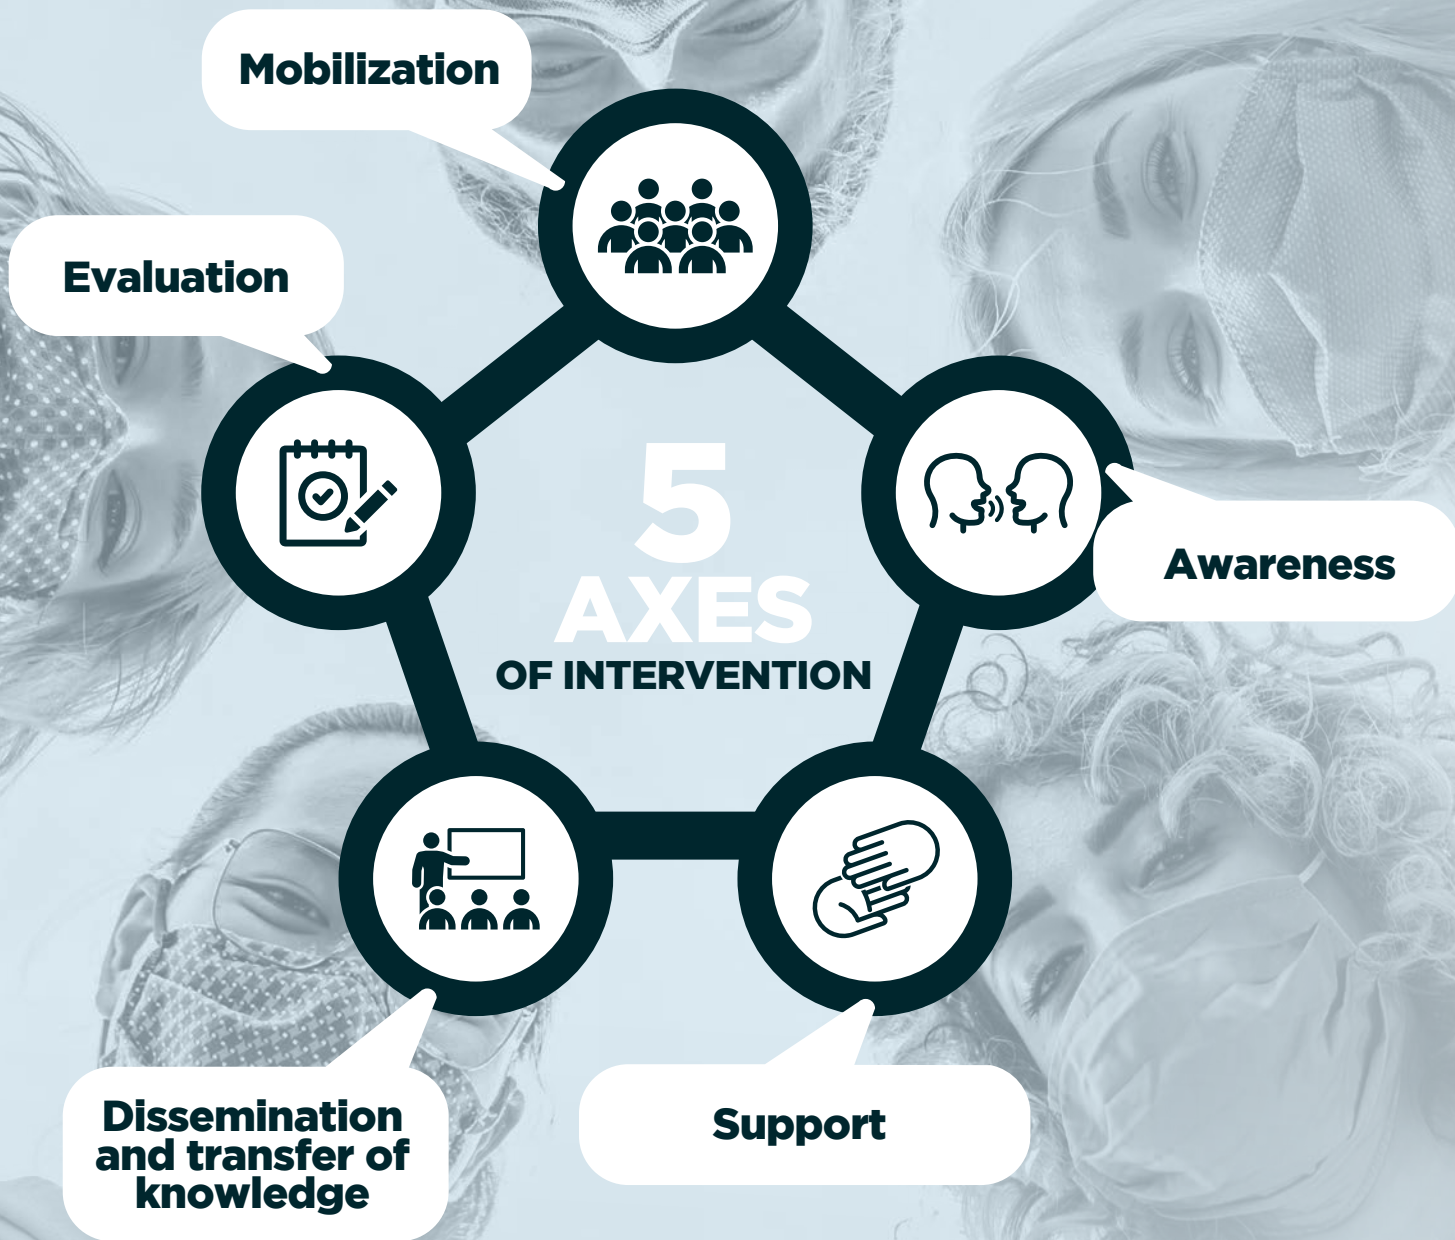 Mobilization
Evaluation
5
AXES
OF INTERVENTION
Awareness
Dissemination
and transfer of
knowledge
Support